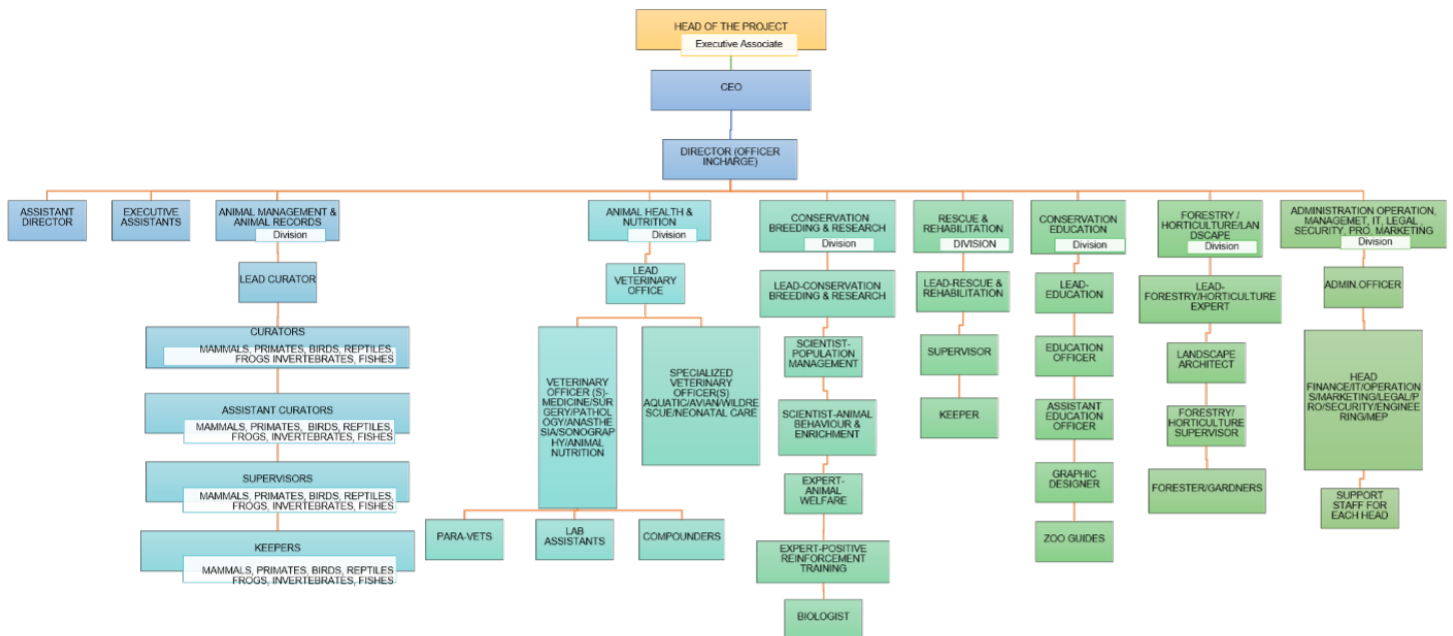 HEAD OF THE PROJECT
Executive Associate
CEO
DIRECTOR (OFFICER
INCHARGE)
ASSISTANT
DIRECTOR
EXECUTIVE
ASSISTANTS
ANIMAL MANAGEMENT &
ANIMAL RECORDS
Division
LEAD CURATOR
CURATORS
MAMMALS, PRIMATES, BIRDS, REPTILES,
FROGS INVERTEBRATES, FISHES
ASSISTANT CURATORS
MAMMALS, PRIMATES, BIRDS, REPTILES,
FROGS, INVERTEBRATES, FISHES
SUPERVISORS
MAMMALS, PRIMATES, BIRDS, REPTILES,
FROGS, INVERTEBRATES, FISHES
KEEPERS
MAMMALS, PRIMATES, BIRDS, REPTILES
FROGS, INVERTEBRATES, FISHES
ANIMAL HEALTH &
NUTRITION
Division
LEAD
VETERINARY
OFFICE
VETERINARY
OFFICER (S)-
MEDICINE/SUR
GERY/PATHOL
OGY/ANASTHE
SIA/SONOGRA
PHY/ANIMAL
NUTRITION
SPECIALIZED
VETERINARY
OFFICER(S)
AQUATIC/AVIAN/WILDRE
SCUE/NEONATAL CARE
PARA-VETS
LAB
ASSISTANTS
COMPOUNDERS
CONSERVATION
BREEDING & RESEARCH
Division
LEAD-CONSERVATION
BREEDING & RESEARCH
SCIENTIST-
POPULATION
MANAGEMENT
SCIENTIST-ANIMAL
BEHAVIOUR &
ENRICHMENT
EXPERT-
ANIMAL
WELFARE
EXPERT-POSITIVE
REINFORCEMENT
TRAINING
BIOLOGIST
RESCUE &
REHABILITATION
DIVISION
LEAD-RESCUE &
REHABILITATION
SUPERVISOR
KEEPER
CONSERVATION
EDUCATION
Division
LEAD-
EDUCATION
EDUCATION
OFFICER
ASSISTANT
EDUCATION
OFFICER
GRAPHIC
DESIGNER
ZOO GUIDES
FORESTRY /
HORTICULTURE/LAN
DSCAPE
Division
LEAD-
FORESTRY/HORTICULTURE
EXPERT
LANDSCAPE
ARCHITECT
FORESTRY/
HORTICULTURE
SUPERVISOR
FORESTER/GARDNERS
ADMINISTRATION OPERATION,
MANAGEMET, IT, LEGAL ,
SECURITY, PRO, MARKETING
Division
ADMIN.OFFICER
HEAD
FINANCE/IT/OPERATION
S/MARKETING/LEGAL/P
RO/SECURITY/ENGINEE
RING/MEP
SUPPORT
STAFF FOR
EACH HEAD